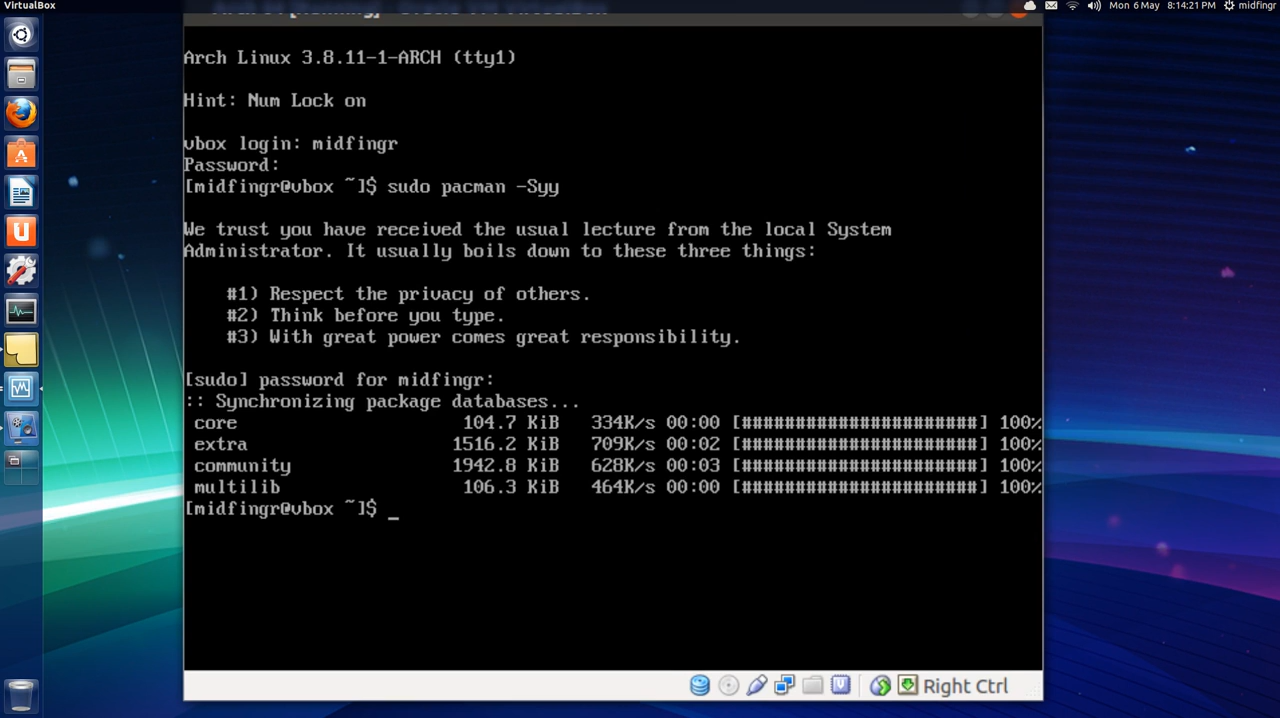 VirtualBox
Mon 6 May 8:14:21 PM midfingr
Arch Linux 3.8.11-1-ARCH (tty1)
Hint: Num Lock on
vbox login: midfingr
Password:
[midfingr@vbox ~]$ sudo pacman -Syy
We trust you have received the usual lecture from the local System
Administrator. It usually boils down to these three things:
#1) Respect the privacy of others.
#2) Think before you type.
#3) With great power comes great responsibility.
[sudo] password for midfingr:
:: Synchronizing package databases...
core 104.7 KiB 334K/s 00:00 [######################] 100%
extra 1516.2 KiB 709K/s 00:02 [######################] 100%
community 1942.8 KiB 628K/s 00:03 [######################] 100%
multilib 106.3 KiB 464K/s 00:00 [######################] 100%
[midfingr@vbox ~]$ _
Right Ctrl